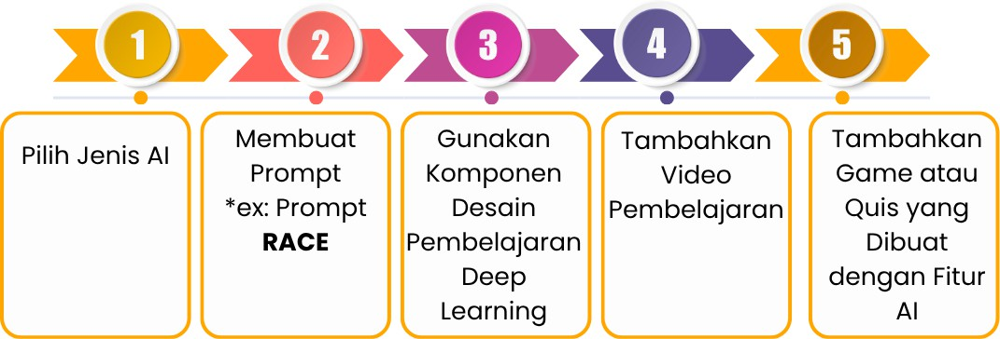 1
2
3
4
5
Pilih Jenis AI
Membuat
Prompt
*ex: Prompt
RACE
Gunakan
Komponen
Desain
Pembelajaran
Deep
Learning
Tambahkan
Video
Pembelajaran
Tambahkan
Game atau
Quis yang
Dibuat
dengan Fitur
AI